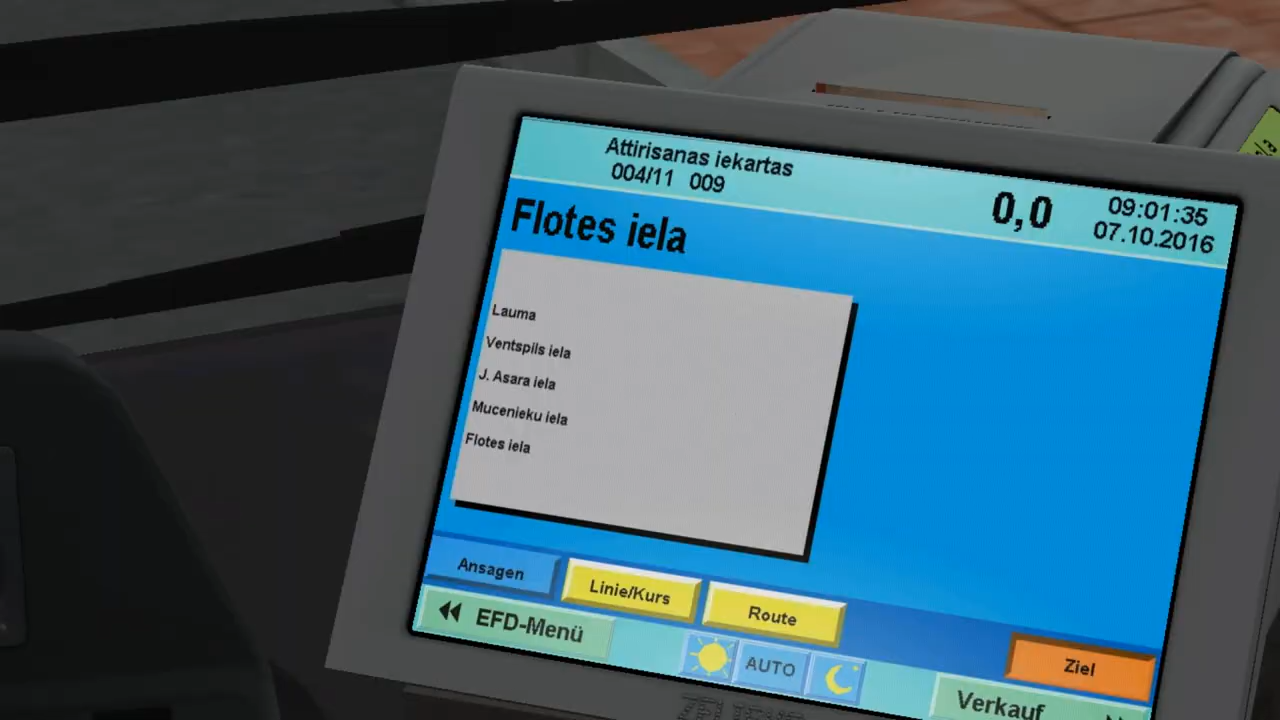 Attirisanas iekartas
004/11 009
0,0
09:01:35
07.10.2016
Flotes iela
Lauma
Ventspils iela
J. Asara iela
Mucenieku iela
Flotes iela
Ansagen
Linie/Kurs
Route
Ziel
EFD-Menü
AUTO
Verkauf